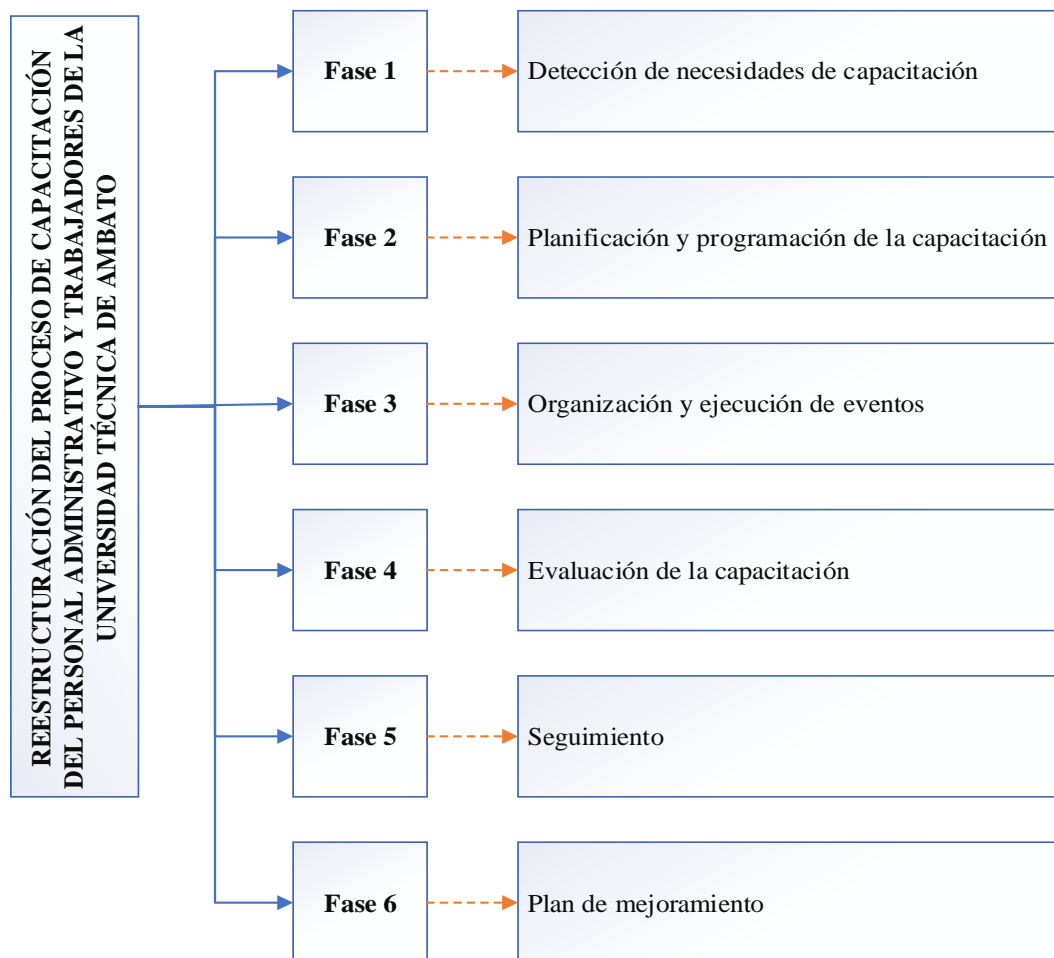 REESTRUCTURACIÓN DEL PROCESO DE CAPACITACIÓN
DEL PERSONAL ADMINISTRATIVO Y TRABAJADORES DE LA
UNIVERSIDAD TÉCNICA DE AMBATO
Fase 1
Detección de necesidades de capacitación
Fase 2
Planificación y programación de la capacitación
Fase 3
Organización y ejecución de eventos
Fase 4
Evaluación de la capacitación
Fase 5
Seguimiento
Fase 6
Plan de mejoramiento